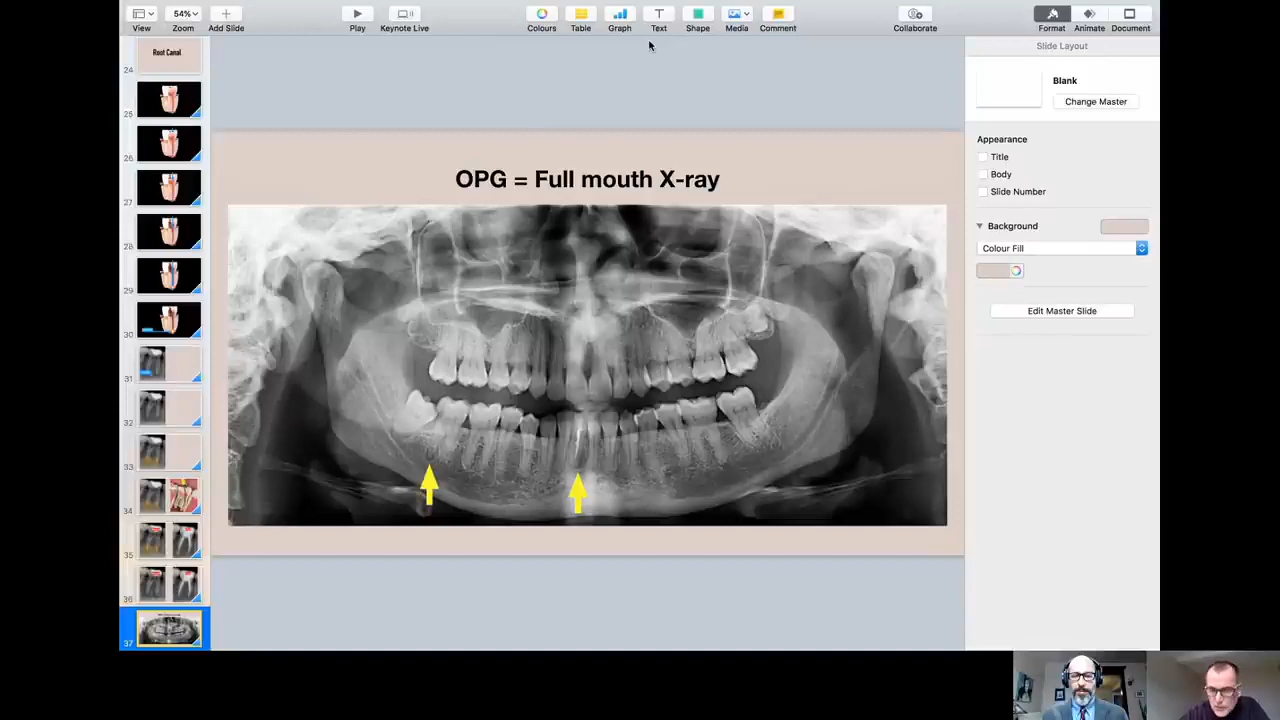 54%
View
Zoom
Add Slide
Play
Keynote Live
Colours
Table
Graph
Text
Shape
Media
Comment
Collaborate
Format
Animate
Document
Slide Layout
Blank
Change Master
Appearance
Title
Body
Slide Number
Background
Colour Fill
Edit Master Slide
Root Canal
24
25
26
27
28
29
30
31
32
33
34
35
36
37
OPG = Full mouth X-ray